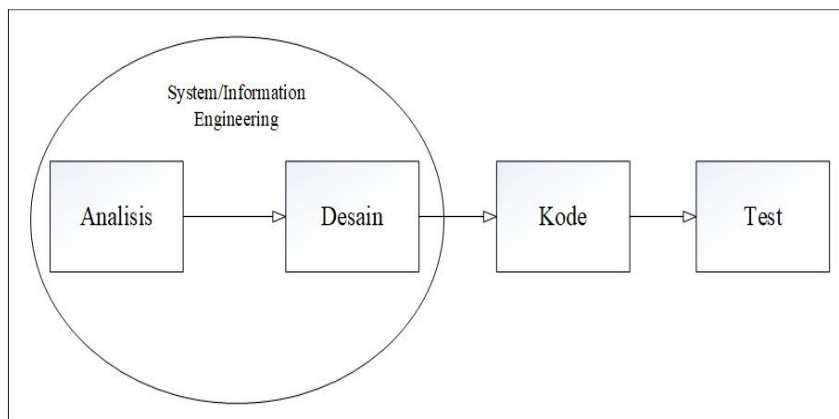 System/Information
Engineering
Analisis
Desain
Kode
Test